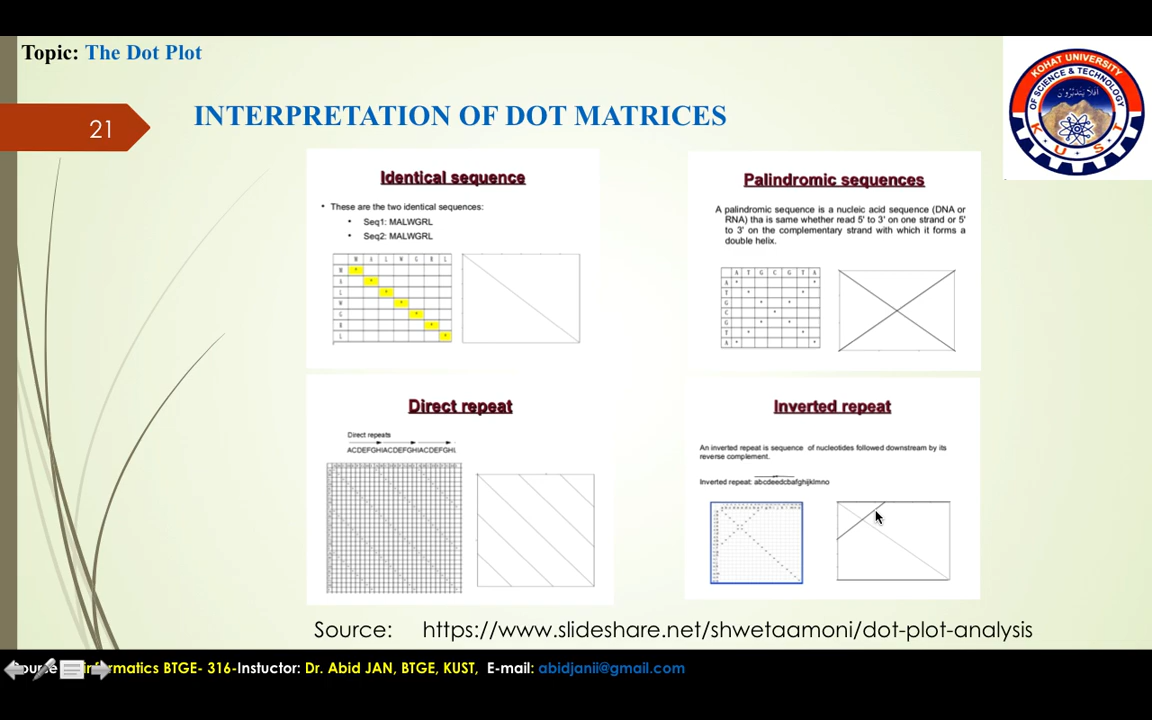 Topic: The Dot Plot
21
INTERPRETATION OF DOT MATRICES
KOHAT UNIVERSITY
OF SCIENCE & TECHNOLOGY
K U S T
Identical sequence
• These are the two identical sequences:
• Seq1: MALWGRL
• Seq2: MALWGRL
M A L W G R L
M *
A *
L *
W *
G *
R *
L *
Palindromic sequences
A palindromic sequence is a nucleic acid sequence (DNA or
RNA) tha is same whether read 5' to 3' on one strand or 5'
to 3' on the complementary strand with which it forms a
double helix.
A T G C G T A
A * *
T * *
G * *
C *
G * *
T * *
A * *
Direct repeat
Direct repeats
ACDEFGHIACDEFGHIACDEFGHI
Inverted repeat
An inverted repeat is sequence of nucleotides followed downstream by its
reverse complement.
Inverted repeat: abcdeedcbafghijklmno
Source: https://www.slideshare.net/shwetaamoni/dot-plot-analysis
BTGE- 316-Instuctor: Dr. Abid JAN, BTGE, KUST, E-mail: abidjanii@gmail.com